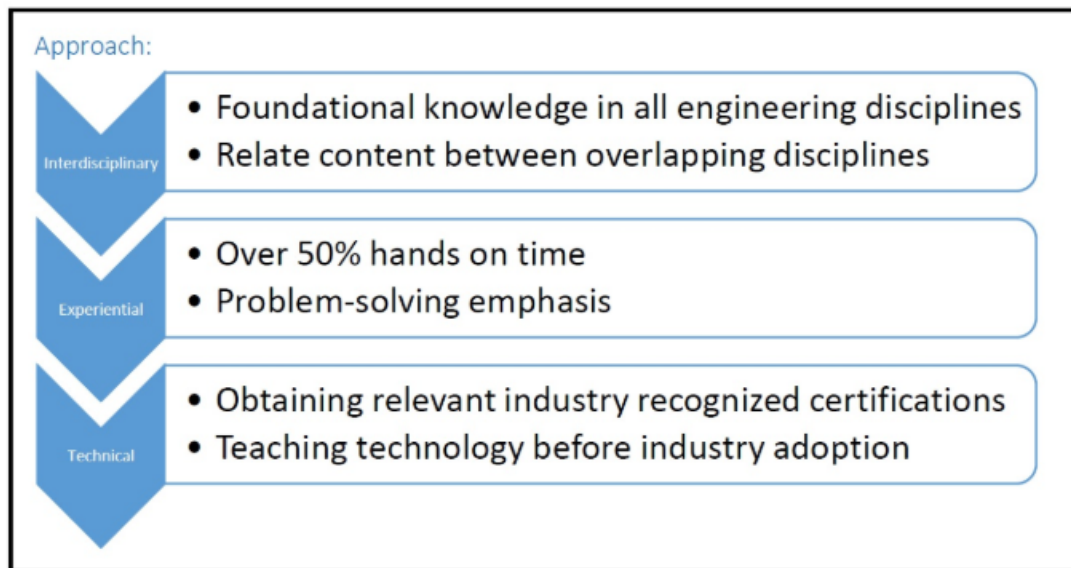 Approach:
Interdisciplinary
• Foundational knowledge in all engineering disciplines
• Relate content between overlapping disciplines
Experiential
• Over 50% hands on time
• Problem-solving emphasis
Technical
• Obtaining relevant industry recognized certifications
• Teaching technology before industry adoption